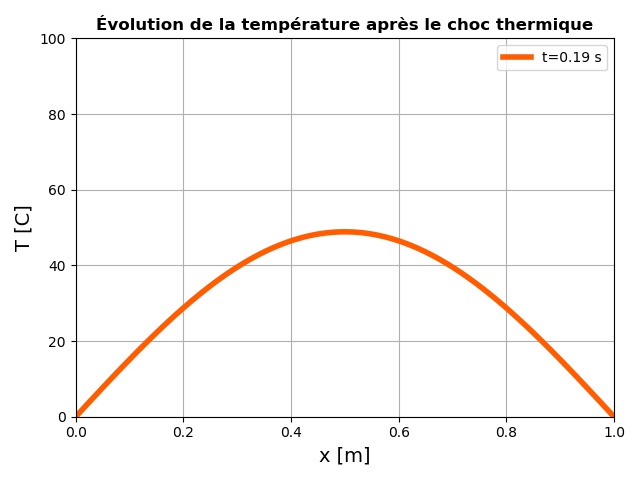 Évolution de la température après le choc thermique
t=0.19 s
T [C]
100
80
60
40
20
0
0.0 0.2 0.4 0.6 0.8 1.0
x [m]